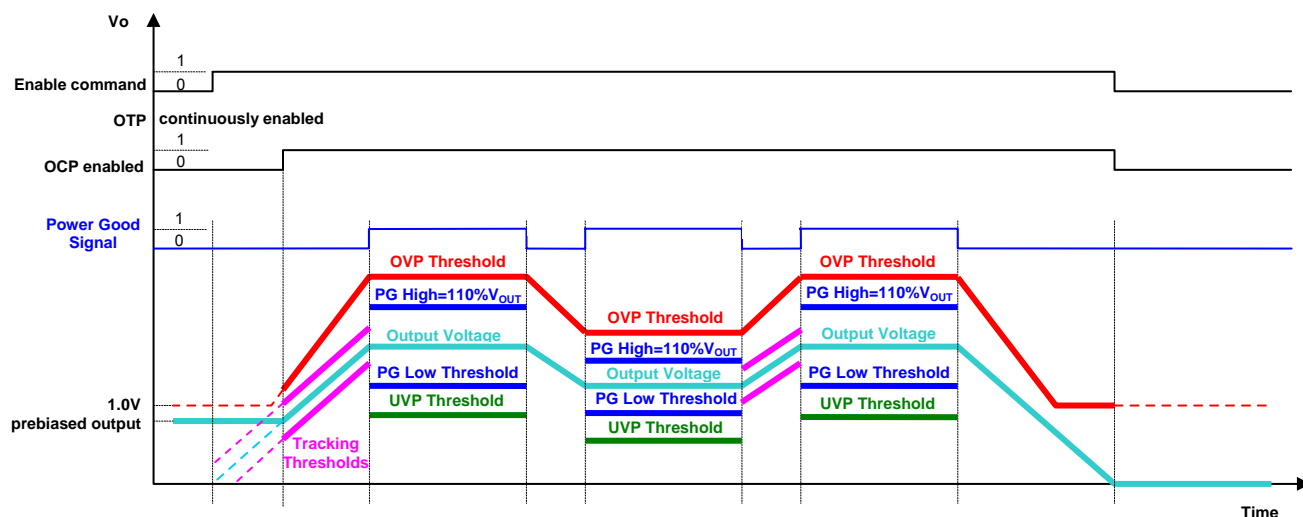 Vo
1
Enable command
0
OTP
continuously enabled
1
OCP enabled
0
Power Good
Signal
1
0
OVP Threshold
OVP Threshold
PG High=110%VOUT
PG High=110%VOUT
OVP Threshold
Output Voltage
Output Voltage
PG High=110%VOUT
PG Low Threshold
Output Voltage
PG Low Threshold
UVP Threshold
PG Low Threshold
UVP Threshold
1.0V
prebiased output
UVP Threshold
Tracking
Thresholds
Time